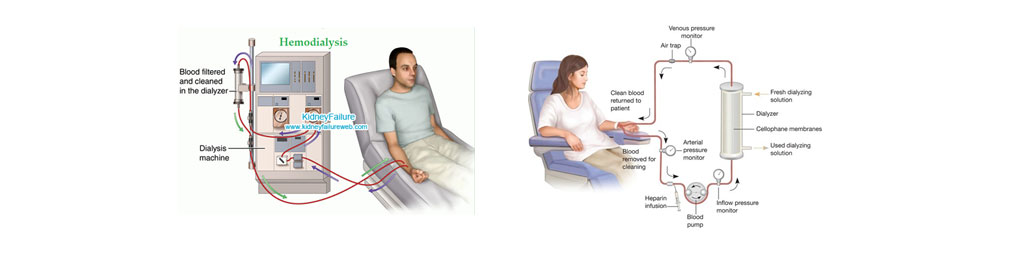 Hemodialysis
Blood filtered
and cleaned
in the dialyzer
KidneyFailure
www.kidneyfailureweb.com
Dialysis
machine
Venous pressure
monitor
Air trap
Clean blood
returned to
patient
Fresh dialyzing
solution
Dialyzer
Cellophane membranes
Used dialyzing
solution
Arterial
pressure
monitor
Blood
removed for
cleaning
Heparin
infusion
Blood
pump
Inflow pressure
monitor